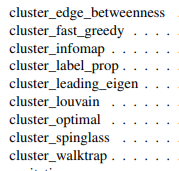 cluster_edge_betweenness
cluster_fast_greedy . . . .
cluster_infomap . . . . . .
cluster_label_prop . . . . .
cluster_leading_eigen . . .
cluster_louvain . . . . . .
cluster_optimal . . . . . .
cluster_spinglass . . . . .
cluster_walktrap . . . . . .